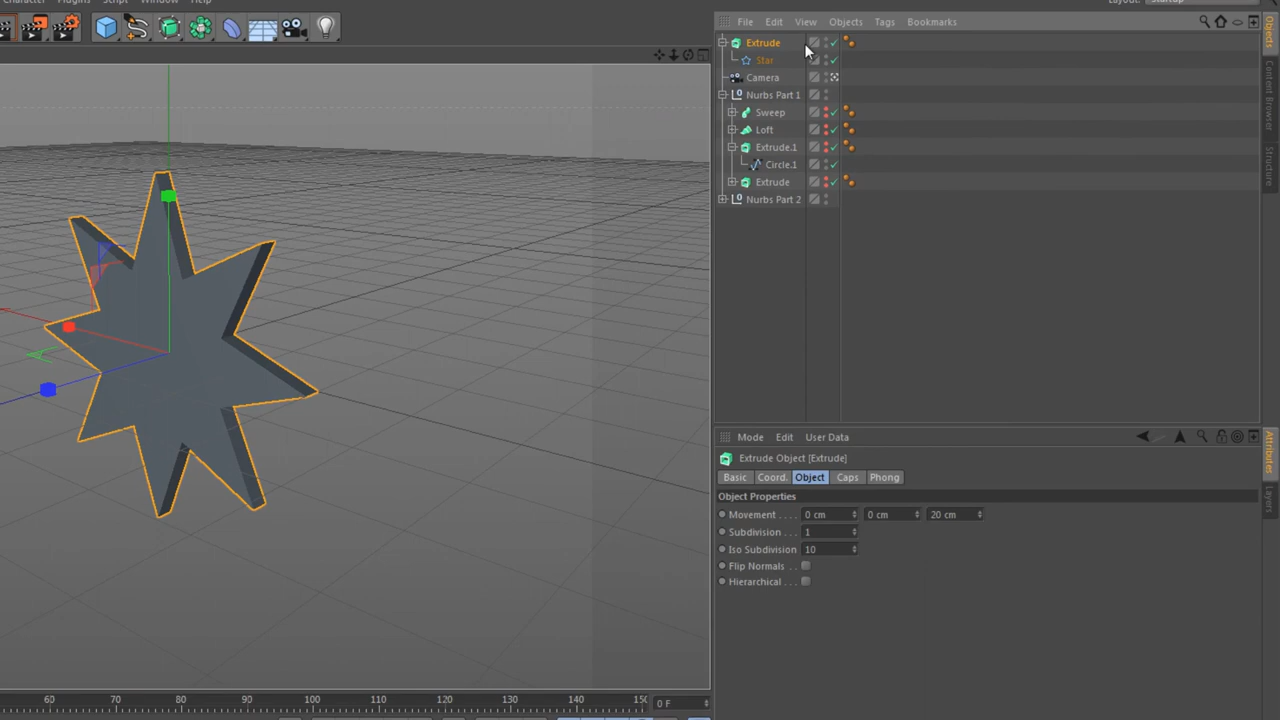 Character Plugins Script Window Help
Layout: Startup
File Edit View Objects Tags Bookmarks
Extrude
Star
Camera
Nurbs Part 1
Sweep
Loft
Extrude.1
Circle.1
Extrude
Nurbs Part 2
Objects
Content Browser
Structure
Mode Edit User Data
Extrude Object [Extrude]
Basic Coord. Object Caps Phong
Object Properties
Movement . . . . 0 cm 0 cm 20 cm
Subdivision . . . 1
Iso Subdivision 10
Flip Normals . .
Hierarchical . . .
Attributes
Layers
60 70 80 90 100 110 120 130 140 150 0 F